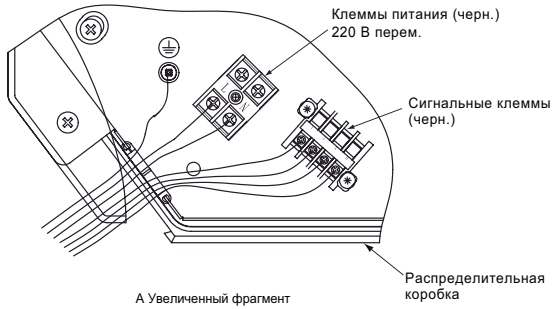 Клеммы питания (черн.)
220 В перем.
L
N
Сигнальные клеммы
(черн.)
Распределительная
коробка
А Увеличенный фрагмент